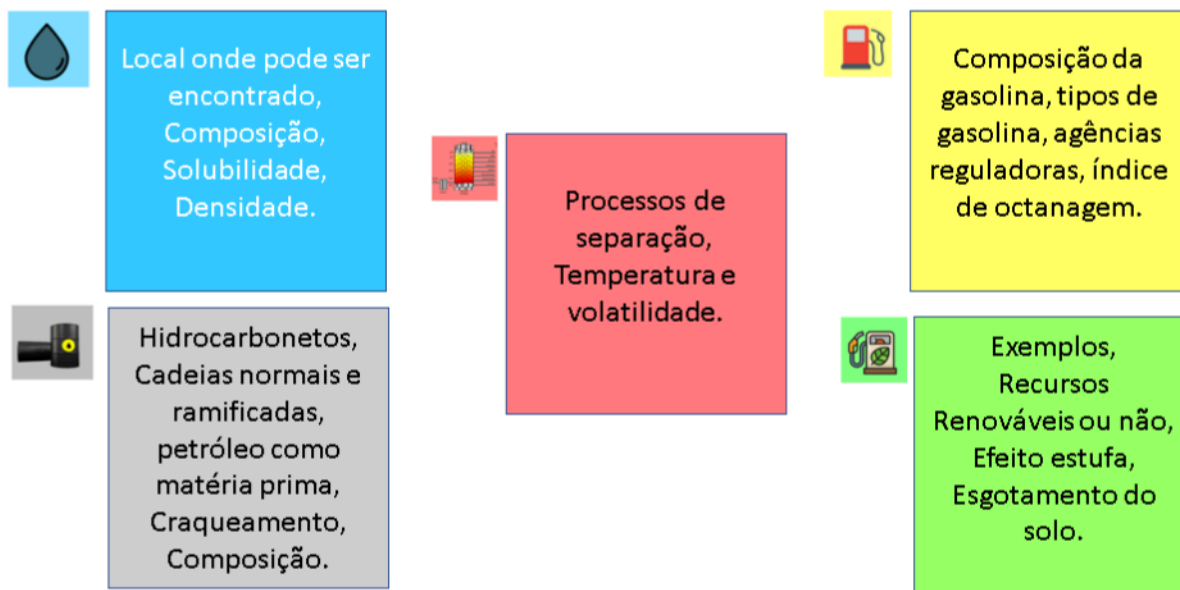 Local onde pode ser
encontrado,
Composição,
Solubilidade,
Densidade.
Hidrocarbonetos,
Cadeias normais e
ramificadas,
petróleo como
matéria prima,
Craqueamento,
Composição.
Processos de
separação,
Temperatura e
volatilidade.
Composição da
gasolina, tipos de
gasolina, agências
reguladoras, índice
de octanagem.
Exemplos,
Recursos
Renováveis ou não,
Efeito estufa,
Esgotamento do
solo.